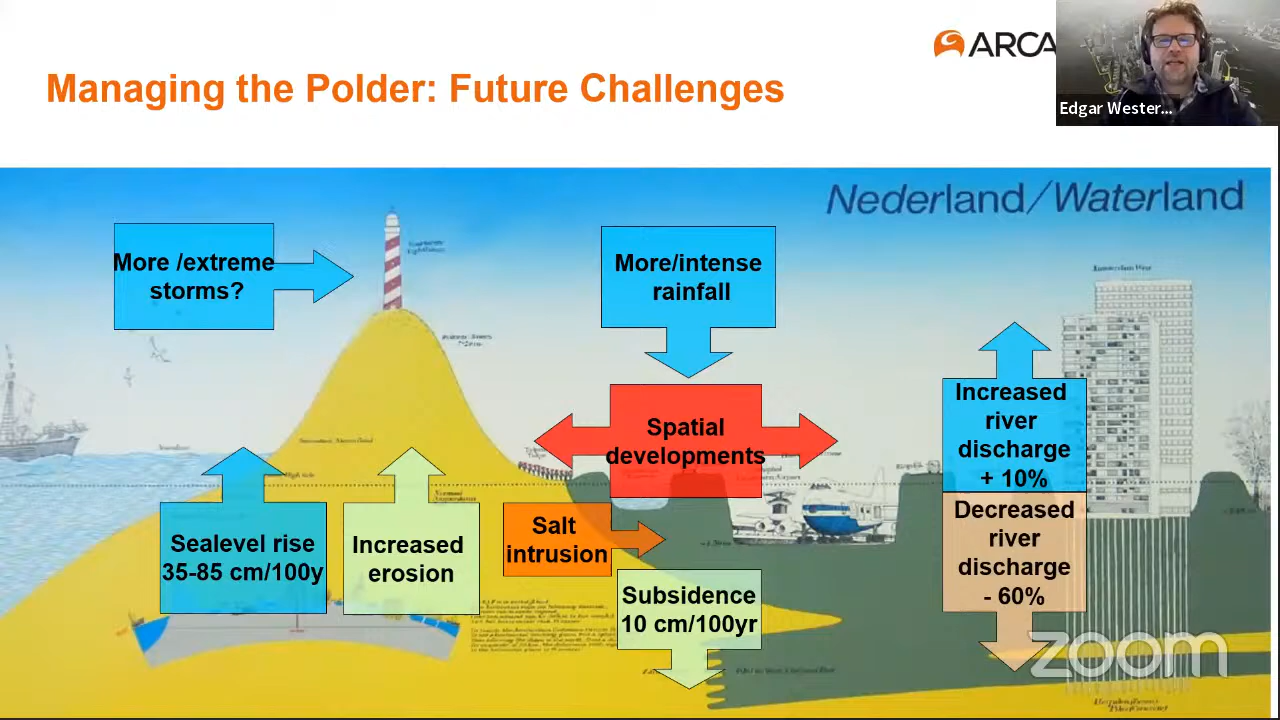 ARCA
Managing the Polder: Future Challenges
Edgar Wester...
Nederland/Waterland
More /extreme
storms?
More/intense
rainfall
Spatial
developments
Increased
river
discharge
+ 10%
Decreased
river
discharge
- 60%
Sealevel rise
35-85 cm/100y
Increased
erosion
Salt
intrusion
Subsidence
10 cm/100yr
zoom